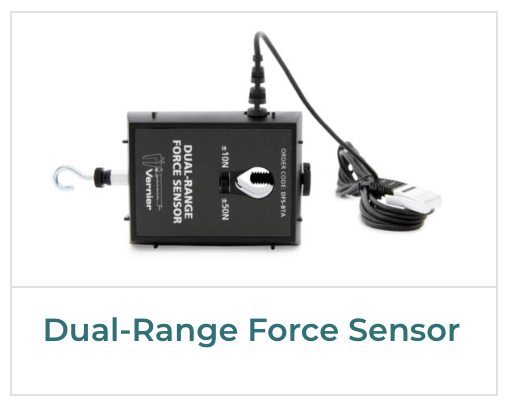 DUAL-RANGE
FORCE SENSOR
Vernier
±10N
±50N
ORDER CODE: DFS-BTA
Dual-Range Force Sensor